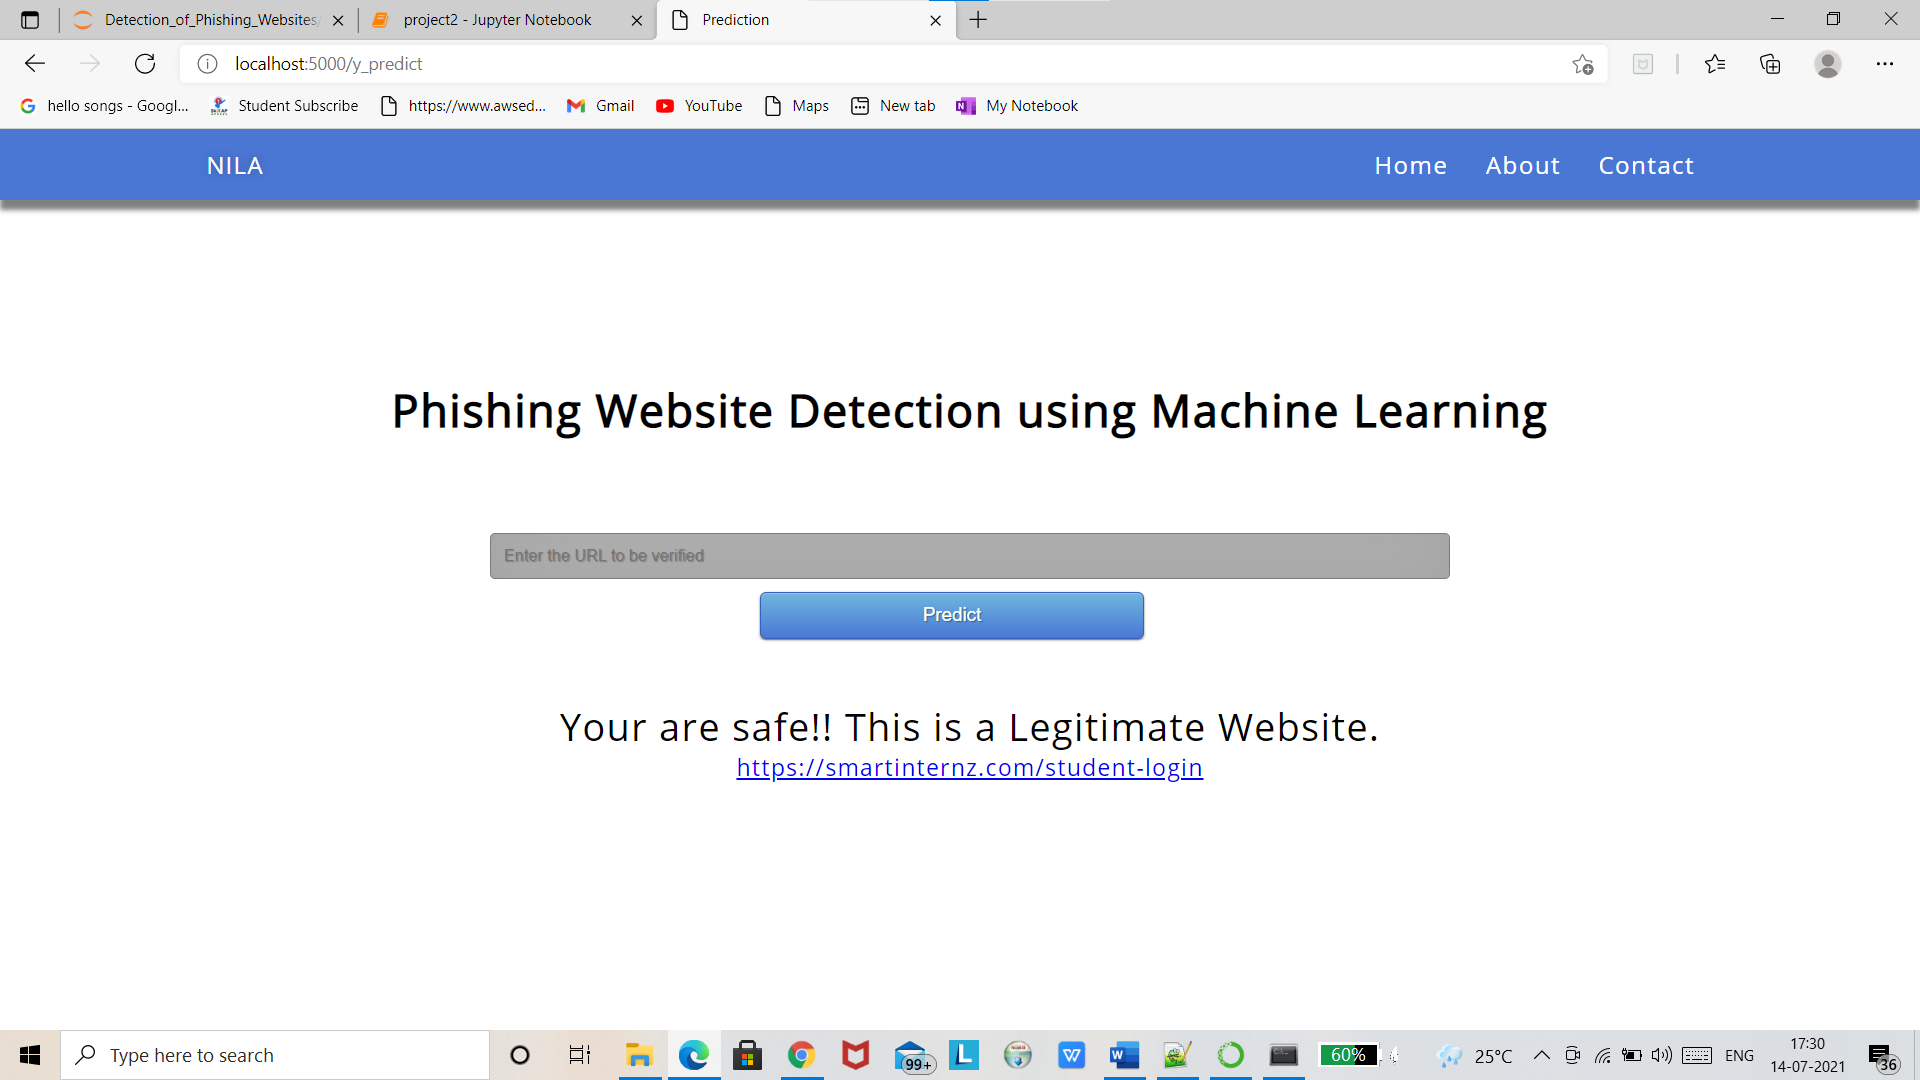 Detection_of_Phishing_Websites/
project2 - Jupyter Notebook
Prediction
localhost:5000/y_predict
hello songs - Googl...
Student Subscribe
https://www.awsed...
Gmail
YouTube
Maps
New tab
My Notebook
NILA
Home
About
Contact
Phishing Website Detection using Machine Learning
Enter the URL to be verified
Predict
Your are safe!! This is a Legitimate Website.
https://smartinternz.com/student-login
Type here to search
99+
L
W
W
60%
25°C
ENG
17:30
14-07-2021
36